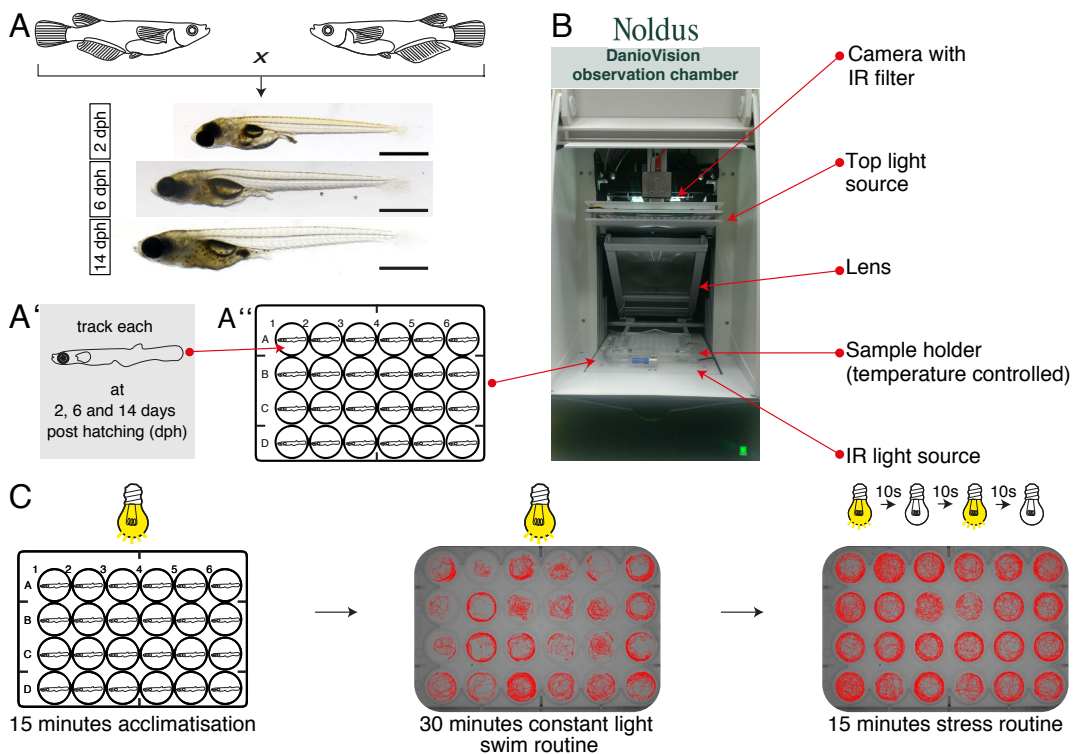 A
x
2 dph
6 dph
14 dph
A'
track each
at
2, 6 and 14 days
post hatching (dph)
A''
1 2 3 4 5 6
A
B
C
D
B
Noldus
DanioVision
observation chamber
Camera with
IR filter
Top light
source
Lens
Sample holder
(temperature controlled)
IR light source
C
10s 10s 10s
1 2 3 4 5 6
A
B
C
D
15 minutes acclimatisation
30 minutes constant light
swim routine
15 minutes stress routine